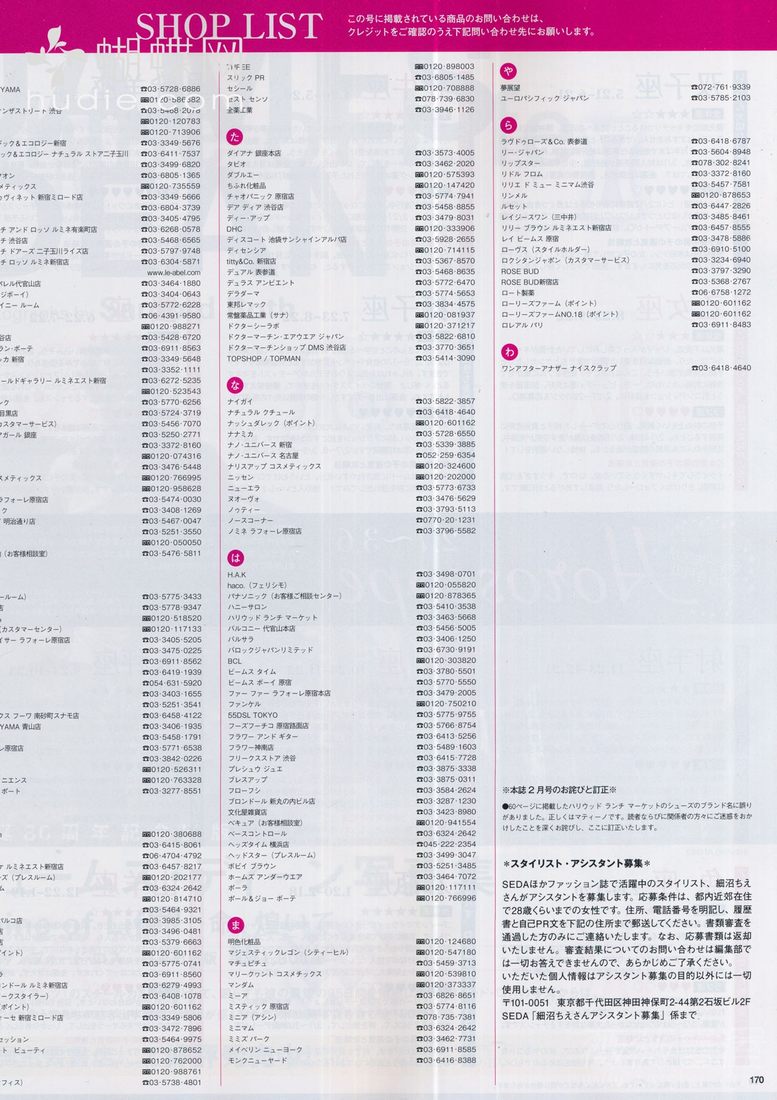 SHOP LIST
この号に掲載されている商品のお問い合わせは、
クレジットをご確認のうえ下記問い合わせ先にお願いします。
YAMA ☎03·5728·6886
☎03·3349·5676
☎03·6411·7537
☎03·3499·6820
☎03·6805·1365
メティックス 0120·735559
カヴィネット 新宿ミロード店 ☎03·3349·5666
☎03·6804·3739
☎03·3405·4795
チ アンド ロッソ ルミネ有楽町店 ☎03·6268·0578
チ 渋谷店 ☎03·5468·6565
チ ドアーズ 二子玉川ライズ店 ☎03·5797·9748
チ ロッソ ルミネ新宿店 ☎03·6304·5871
www.le-abel.com
パレル代官山店 ☎03·3464·1880
ジボーイ） ☎03·3404·0643
イニー ルーム ☎03·5772·6228
☎06·4391·9580
0120·988271
谷店 ☎03·5428·6720
ラン・ボーテ ☎03·6911·8563
ッカ 新宿 ☎03·3349·5648
☎03·3352·1111
ールドギャラリー ルミネエスト新宿 ☎03·6272·5235
0120·523543
ック ☎03·5770·6256
目黒店 ☎03·5724·3719
カスタマーサービス） ☎03·5456·7070
アガール 銀座 ☎03·5250·2771
☎03·3372·8160
0120·074316
☎03·3476·5448
メティックス 0120·766995
0120·958628
ラフォーレ原宿店 ☎03·5474·0030
ク ☎03·3408·1269
明治通り店 ☎03·5467·0047
☎03·5251·3550
0120·050050
（お客様相談室） ☎03·5476·5811
ールーム） ☎03·5775·3433
店 ☎03·5778·9347
0120·518520
（カスタマーセンター） 0120·117133
イサー ラフォーレ原宿店 ☎03·3405·5205
☎03·3475·0225
☎03·6911·8562
☎03·6419·1939
☎054·631·5920
☎03·3403·1655
☎03·5251·3541
クス フーワ 南砂町スナモ店 ☎03·6458·4122
YAMA 青山店 ☎03·3406·1935
☎03·5458·1791
レ原宿店 ☎03·5771·6538
☎03·3842·0226
0120·526311
ニエンス 0120·763328
ポート ☎03·3277·8551
0120·380688
☎03·6415·8061
☎06·4704·4792
ァ ルミネエスト新宿店 ☎03·6457·8217
ズ（プレスルーム） 0120·202177
ーム ☎03·6324·2642
0120·814710
☎03·5464·9321
パルコ店 ☎03·3985·3105
店 ☎03·3496·0481
☎03·5379·6663
イント） 0120·601162
☎03·5775·0741
ラ ☎03·6911·8560
ロンドール ルミネ新宿店 ☎03·6279·4993
ークスタイラー） ☎03·6408·1078
ポイント） 0120·601162
ィーセ 新宿ミロード店 ☎03·3349·5806
☎03·3472·7896
セッション ☎03·5464·9975
ト ビューティ 0120·878652
0120·762000
0120·988761
フィス） ☎03·5738·4801
0120·898003
スリック PR ☎03·6805·1485
セシール 0120·708888
センソ ☎078·739·6830
全薬工業 ☎03·3946·1126
た
ダイアナ 銀座本店 ☎03·3573·4005
タビオ ☎03·3462·2020
ダブルエー 0120·575393
ちふれ化粧品 0120·147420
チャオパニック 原宿店 ☎03·5774·7941
デア ディア 渋谷店 ☎03·5458·8855
ディー・アップ ☎03·3479·8031
DHC 0120·333906
ディスコート 池袋サンシャインアルパ店 ☎03·5928·2655
ディセンシア 0120·714115
titty&Co. 新宿店 ☎03·5367·8570
デュアル 表参道 ☎03·5468·8635
デュラス アンビエント ☎03·5772·6470
デラダーマ ☎03·5774·5653
東邦レマック ☎03·3834·4575
常盤薬品工業（サナ） 0120·081937
ドクターシーラボ 0120·371217
ドクターマーチン・エアウエア ジャパン ☎03·5822·6810
ドクターマーチンショップ DMS 渋谷店 ☎03·3770·3651
TOPSHOP / TOPMAN ☎03·5414·3090
な
ナイガイ ☎03·5822·3857
ナチュラル クチュール ☎03·6418·4640
ナッシュダレック（ポイント） 0120·601162
ナナミカ ☎03·5728·6550
ナノ·ユニバース 新宿 ☎03·5339·3885
ナノ·ユニバース 名古屋 ☎052·259·6354
ナリスアップ コスメティックス 0120·324600
ニッセン 0120·202000
ニューエラ ☎03·5773·6733
ヌオーヴォ ☎03·3476·5629
ノゥティー ☎03·3793·5113
ノースコーナー ☎0770·20·1231
ノミネ ラフォーレ原宿店 ☎03·3796·5582
は
H.A.K ☎03·3498·0701
haco.（フェリシモ） 0120·055820
パナソニック（お客様ご相談センター） 0120·878365
ハニーサロン ☎03·5410·3538
ハリウッド ランチ マーケット ☎03·3463·5668
バルコニー 代官山本店 ☎03·5456·5005
バルサラ ☎03·3406·1250
バロックジャパンリミテッド ☎03·6730·9191
BCL 0120·303820
ビームス タイム ☎03·3780·5501
ビームス ボーイ 原宿 ☎03·5770·5550
ファー ファー ラフォーレ原宿本店 ☎03·3479·2005
ファンケル 0120·750210
55DSL TOKYO ☎03·5775·9755
フーズフーチコ 原宿路面店 ☎03·5766·8754
フラワー アンド ギター ☎03·6413·5256
フラワー神南店 ☎03·5489·1603
フリークスストア 渋谷 ☎03·6415·7728
プレシュウ ジュエ ☎03·3875·3338
プレスアップ ☎03·3875·0311
フローフシ ☎03·3584·2624
ブロンドール 新丸の内ビル店 ☎03·3287·1230
文化屋雑貨店 ☎03·3423·8980
ベキュア（お客様窓口） 0120·941554
ベースコントロール ☎03·6324·2642
ヘッズタイム 横浜店 ☎045·222·2354
ヘッドスター（プレスルーム） ☎03·3499·3047
ボビイ ブラウン ☎03·5251·3485
ホームズ アンダーウエア ☎03·3464·7072
ポーラ 0120·117111
ポール&ジョー ボーテ 0120·766996
ま
明色化粧品 0120·124680
マジェスティックレゴン（シティーヒル） 0120·547180
マチュピチュ ☎03·5459·3713
マリークヮント コスメチックス 0120·539810
マンダム 0120·373337
ミーア ☎03·6826·8651
ミスティック 原宿店 ☎03·5774·8116
ミニア（アシン） ☎078·735·7381
ミニマム ☎03·6324·2642
ミミズ パーク ☎03·3462·7731
メイベリン ニューヨーク ☎03·6911·8585
モンクニューヤード ☎03·6416·8388
や
夢展望 ☎072·761·9339
ユーロパシフィック ジャパン ☎03·5785·2103
ら
ラヴドゥローズ&Co. 表参道 ☎03·6418·6787
リー・ジャパン ☎03·5604·8948
リップスター ☎078·302·8241
リドル フロム ☎03·3372·8160
リリエ ド ミュー ミニマム渋谷 ☎03·5457·7581
リンメル 0120·878653
ルセット ☎03·6447·2826
レイジースワン（三中井） ☎03·3485·8461
リリー ブラウン ルミネエスト新宿店 ☎03·6457·8555
レイ ビームス 原宿 ☎03·3478·5886
ローヴス（スタイルホルダー） ☎03·6910·5100
ロクシタンジャポン（カスタマーサービス） ☎03·3234·6940
ROSE BUD ☎03·3797·3290
ROSE BUD新宿店 ☎03·5368·2767
ロート製薬 ☎06·6758·1272
ローリーズファーム（ポイント） 0120·601162
ローリーズファームNO.18（ポイント） 0120·601162
ロレアル パリ ☎03·6911·8483
わ
ワンアフターアナザー ナイスクラップ ☎03·6418·4640
※本誌2月号のお詫びと訂正※
●60ページに掲載したハリウッド ランチ マーケットのシューズのブランド名に誤り
がありました。正しくはマティーノです。読者ならびに関係者の方々にご迷惑をおか
けしたことを深くお詫びし、ここに訂正いたします。
＊スタイリスト・アシスタント募集＊
SEDAほかファッション誌で活躍中のスタイリスト、細沼ちえ
さんがアシスタントを募集します。応募条件は、都内近郊在住
で28歳くらいまでの女性です。住所、電話番号を明記し、履歴
書と自己PR文を下記の住所まで郵送してください。書類審査を
通過した方のみにご連絡いたします。なお、応募書類は返却
いたしません。審査結果についてのお問い合わせは編集部で
は一切お答えできませんので、あらかじめご了承ください。
いただいた個人情報はアシスタント募集の目的以外には一切
使用しません。
〒101-0051 東京都千代田区神田神保町2-44第2石坂ビル2F
SEDA「細沼ちえさんアシスタント募集」係まで
170